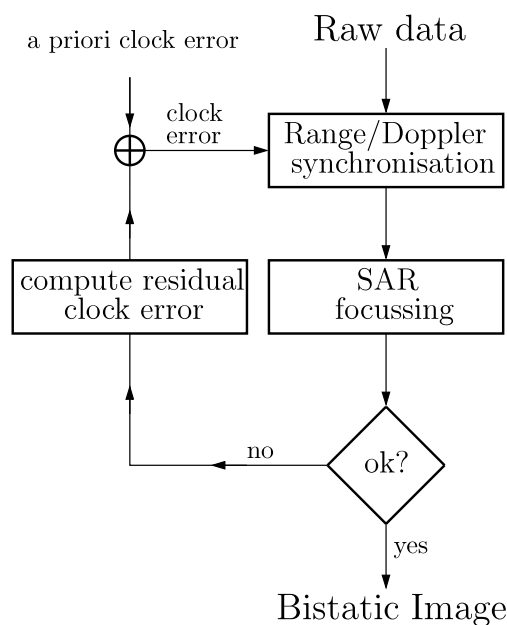 a priori clock error
Raw data
clock
error
Range/Doppler
synchronisation
compute residual
clock error
SAR
focussing
no
ok?
yes
Bistatic Image